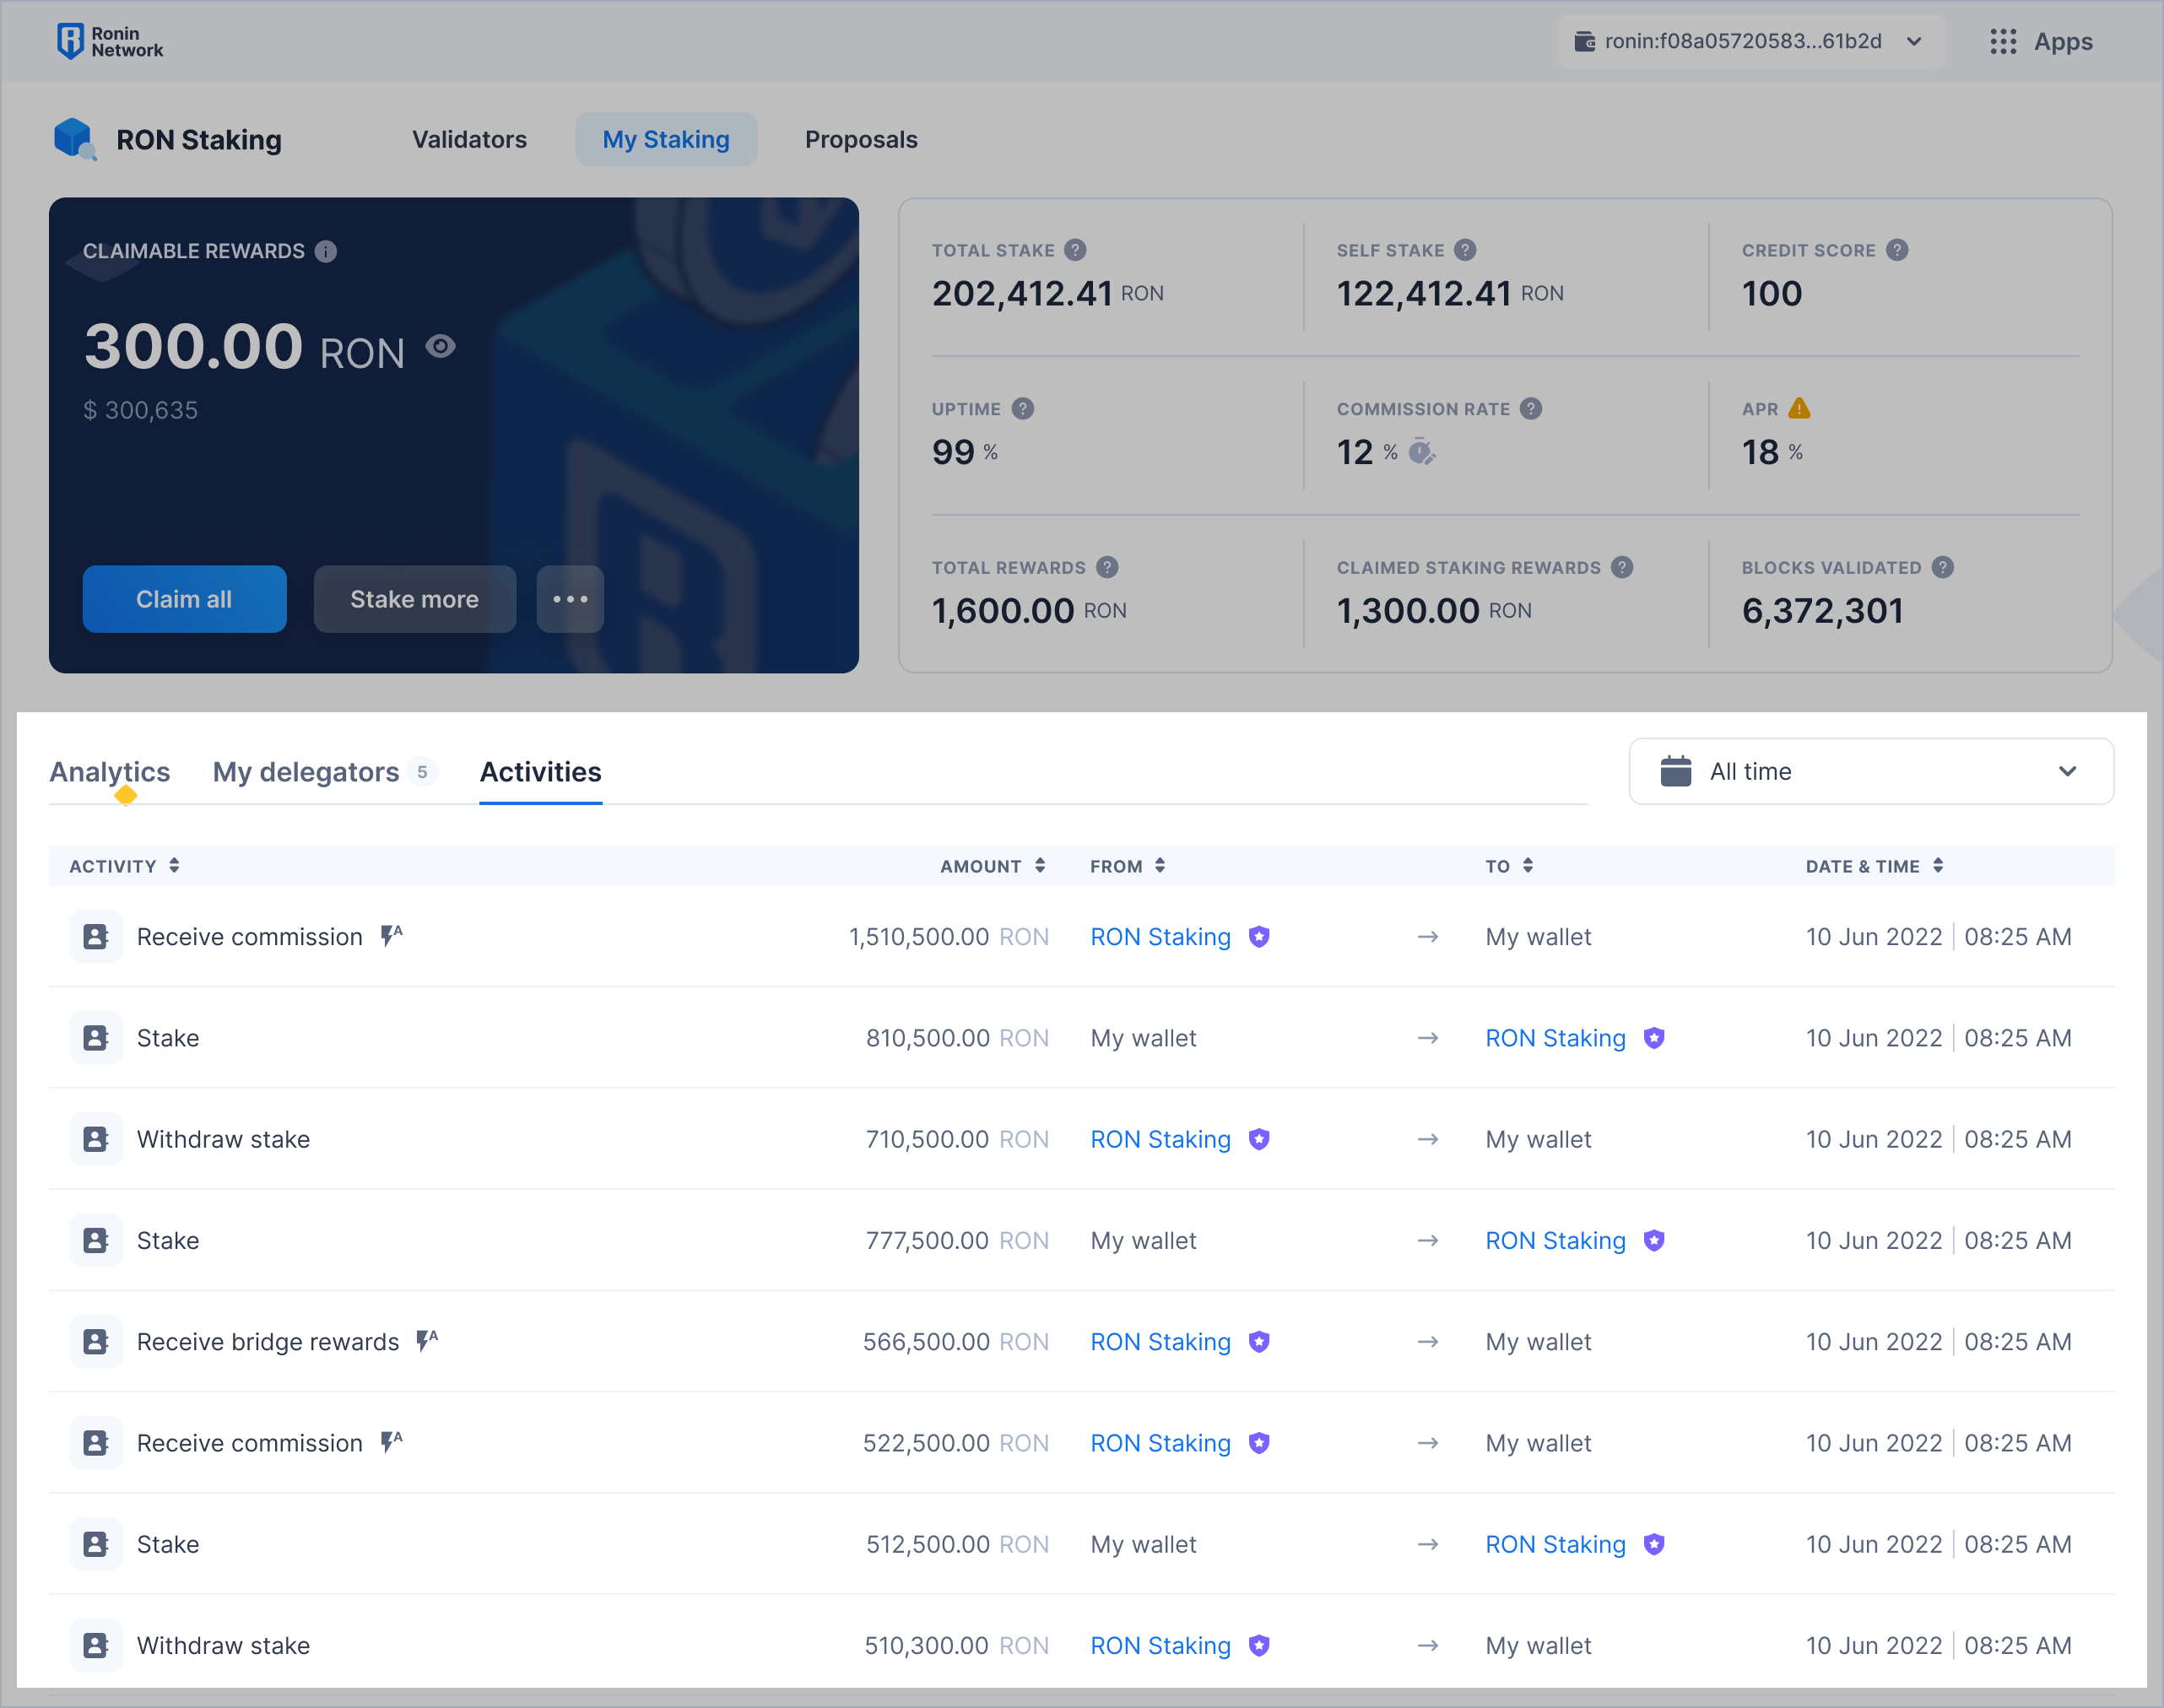 Ronin
Network
ronin:f08a05720583...61b2d
Apps
RON Staking
Validators
My Staking
Proposals
CLAIMABLE REWARDS
300.00 RON
$ 300,635
Claim all
Stake more
TOTAL STAKE
202,412.41 RON
SELF STAKE
122,412.41 RON
CREDIT SCORE
100
UPTIME
99 %
COMMISSION RATE
12 %
APR
18 %
TOTAL REWARDS
1,600.00 RON
CLAIMED STAKING REWARDS
1,300.00 RON
BLOCKS VALIDATED
6,372,301
Analytics
My delegators 5
Activities
All time
ACTIVITY AMOUNT FROM TO DATE & TIME
Receive commission A 1,510,500.00 RON RON Staking → My wallet 10 Jun 2022 | 08:25 AM
Stake 810,500.00 RON My wallet → RON Staking 10 Jun 2022 | 08:25 AM
Withdraw stake 710,500.00 RON RON Staking → My wallet 10 Jun 2022 | 08:25 AM
Stake 777,500.00 RON My wallet → RON Staking 10 Jun 2022 | 08:25 AM
Receive bridge rewards A 566,500.00 RON RON Staking → My wallet 10 Jun 2022 | 08:25 AM
Receive commission A 522,500.00 RON RON Staking → My wallet 10 Jun 2022 | 08:25 AM
Stake 512,500.00 RON My wallet → RON Staking 10 Jun 2022 | 08:25 AM
Withdraw stake 510,300.00 RON RON Staking → My wallet 10 Jun 2022 | 08:25 AM